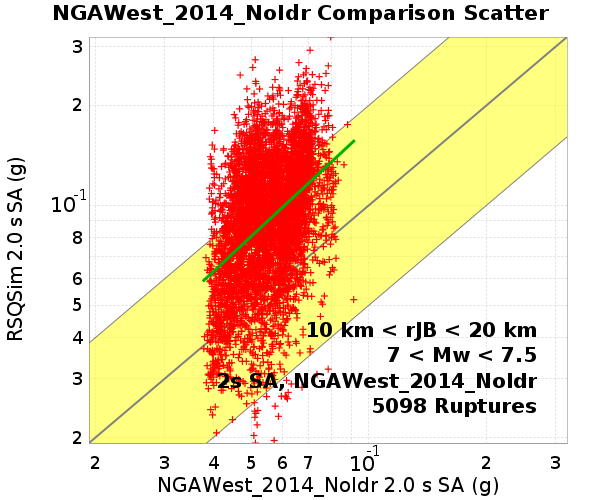 NGAWest_2014_NoIdr Comparison Scatter
RSQSim 2.0 s SA (g)
3
2
10⁻¹
8
6
5
4
3
2
10 km < rJB < 20 km
7 < Mw < 7.5
2s SA, NGAWest_2014_NoIdr
5098 Ruptures
2 3 4 5 6 7 10⁻¹ 2 3
NGAWest_2014_NoIdr 2.0 s SA (g)